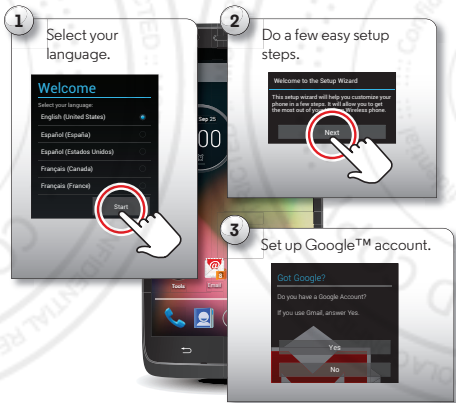 1
Select your
language.
Welcome
Select your language:
English (United States)
Español (España)
Español (Estados Unidos)
Français (Canada)
Français (France)
Start
2
Do a few easy setup
steps.
Welcome to the Setup Wizard
This setup wizard will help you customize your
phone in a few steps. It will allow you to get
the most out of your Wireless phone.
Next
3
Set up Google™ account.
Got Google?
Do you have a Google Account?
If you use Gmail, answer Yes.
Yes
No
Sep 25
00
Tools
Email
@
8
CONFIDENTIAL